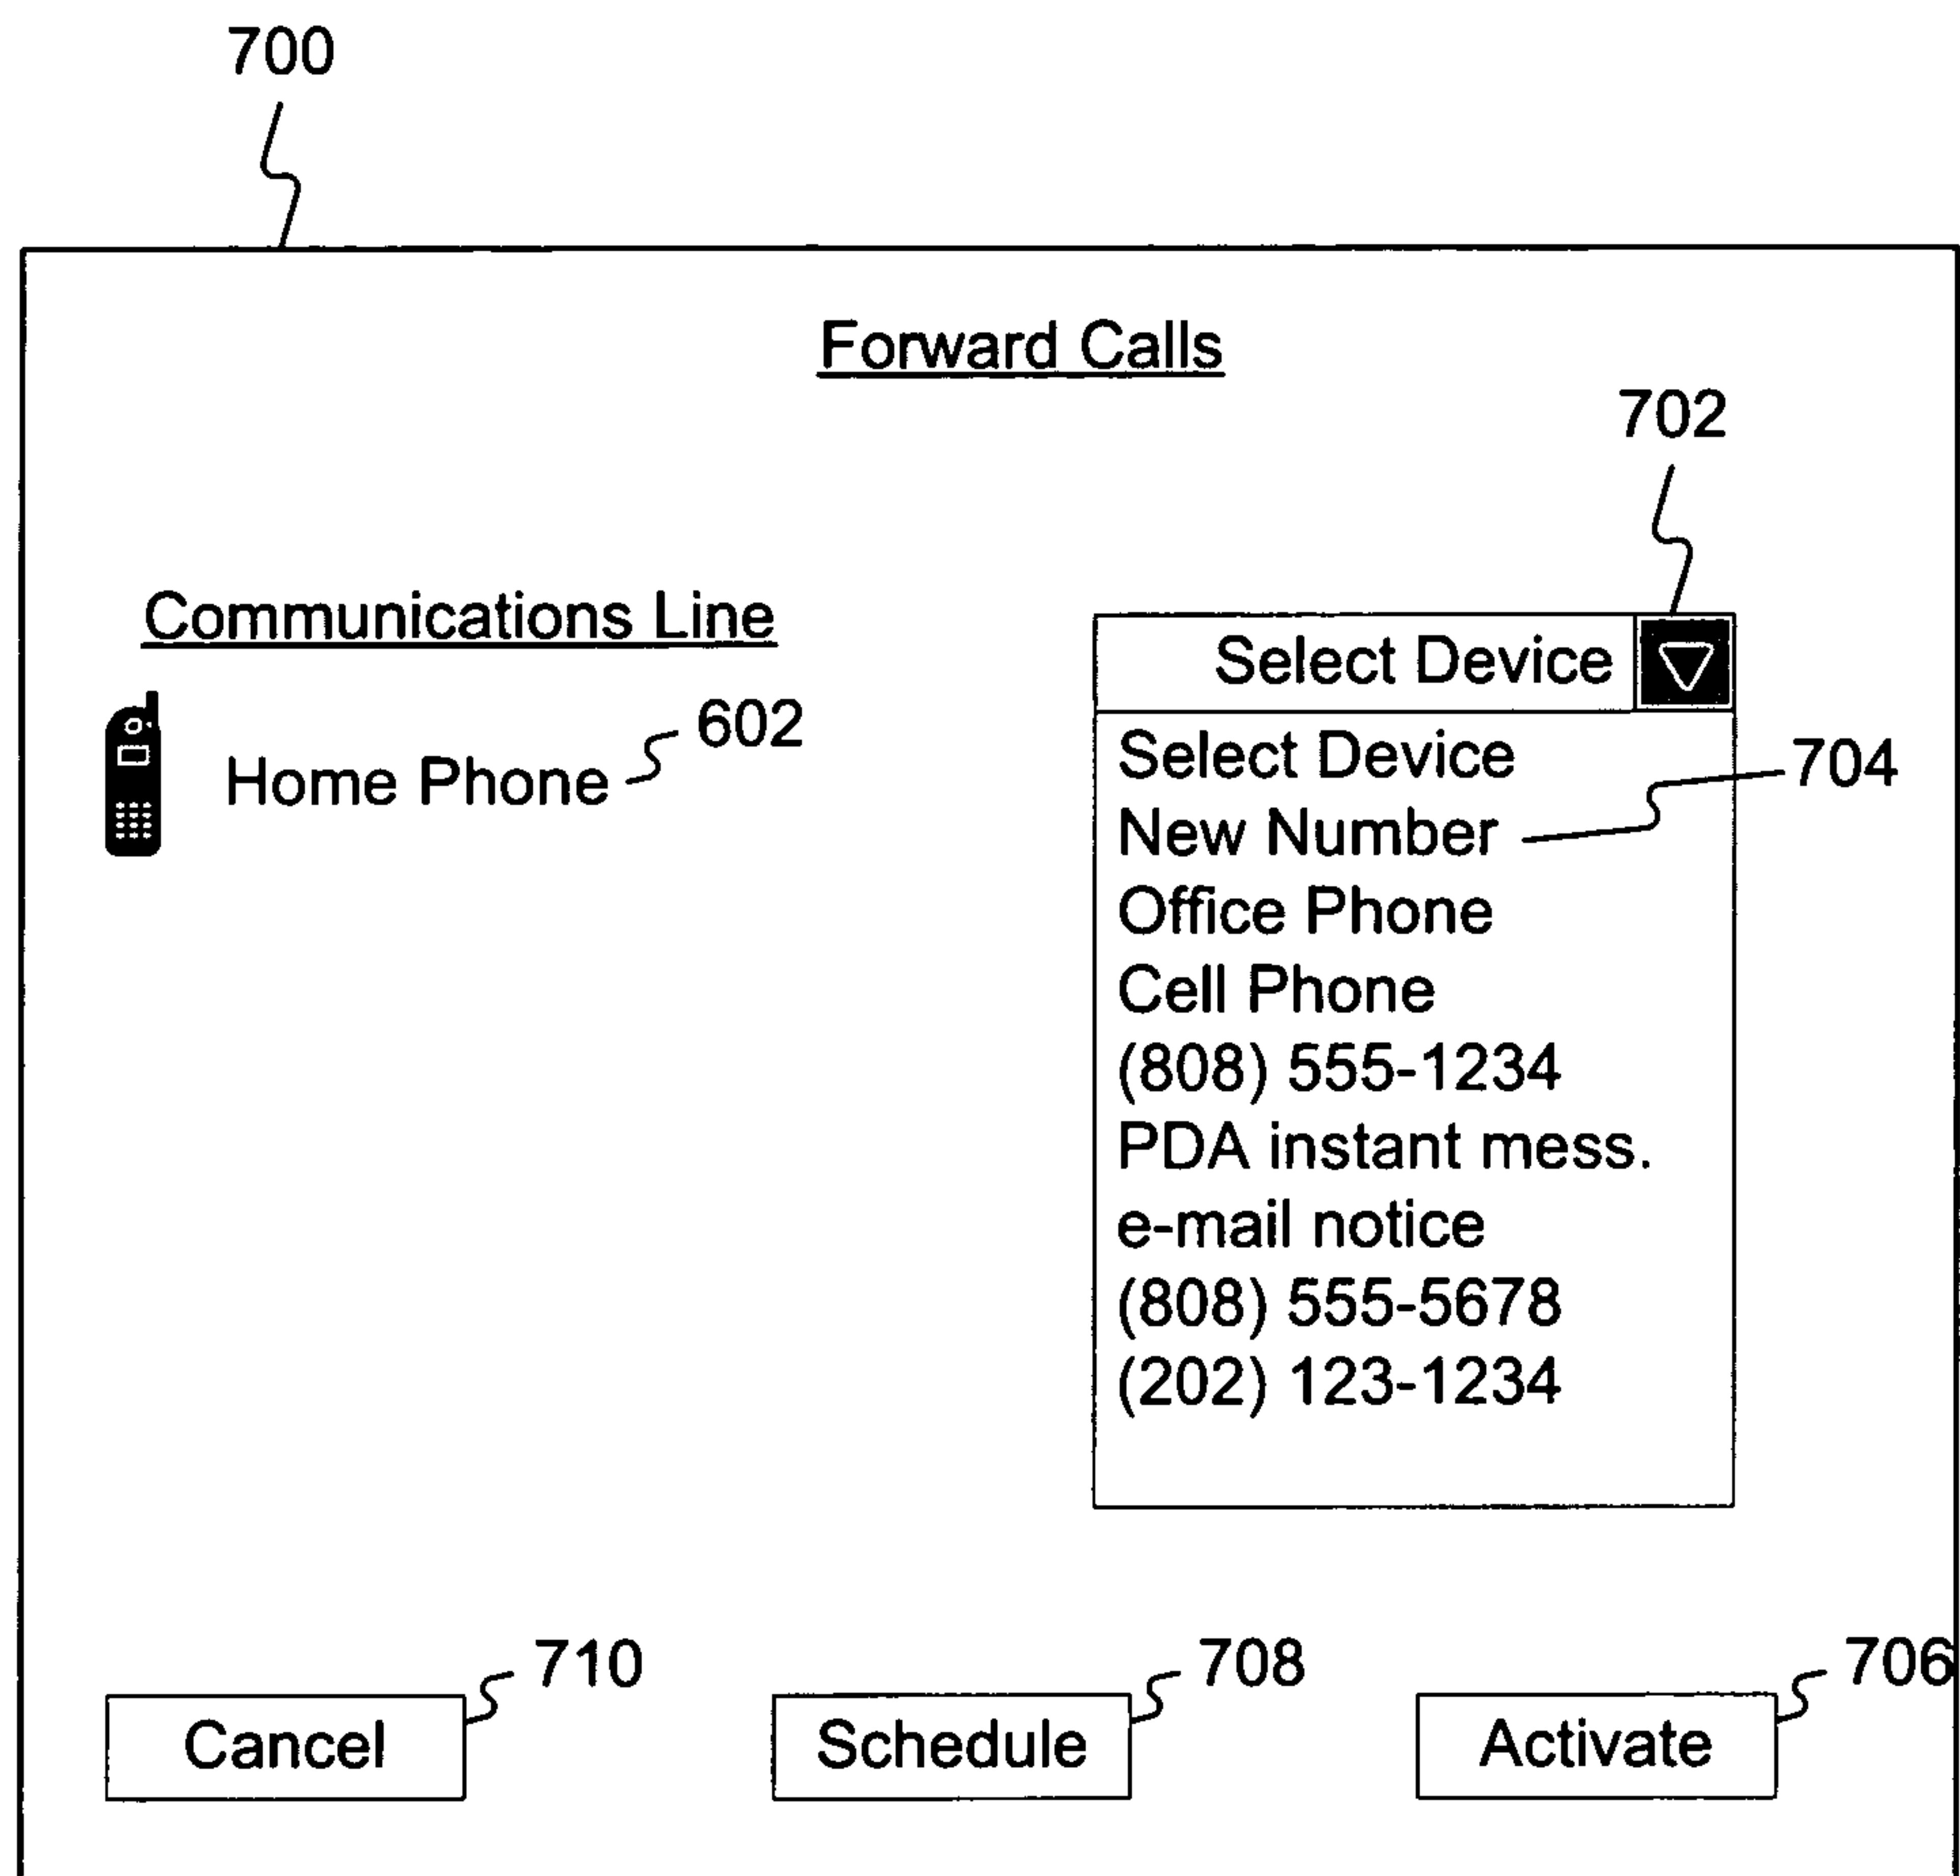 700
Forward Calls
702
Communications Line
Select Device
Home Phone 602
Select Device
704
New Number
Office Phone
Cell Phone
(808) 555-1234
PDA instant mess.
e-mail notice
(808) 555-5678
(202) 123-1234
710
708
706
Cancel
Schedule
Activate